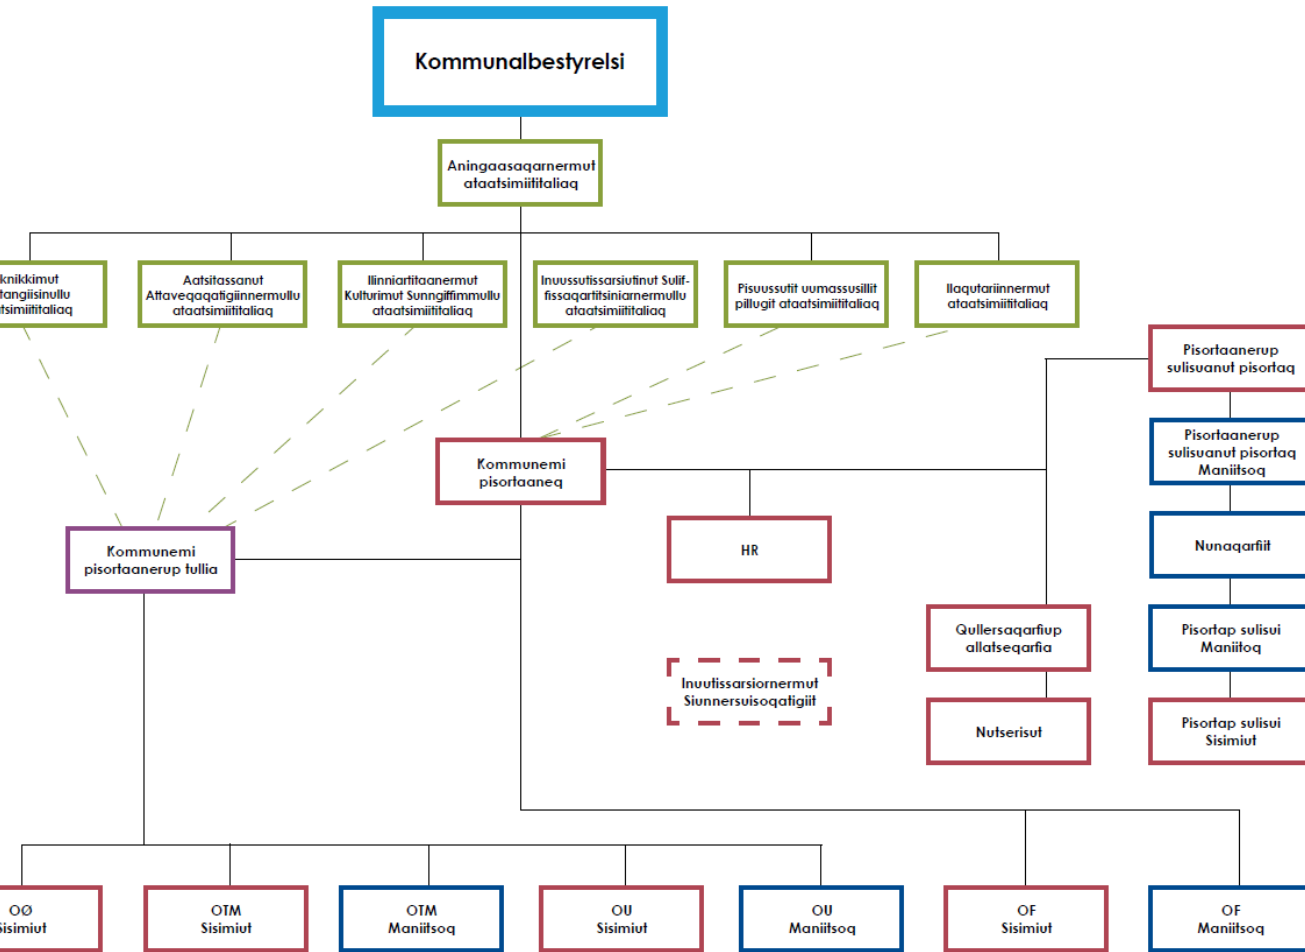 Kommunalbestyrelsi
Aningaasaqarnermut
ataatsimiititaliaq
knikkimut
tangiisinullu
tsimiititaliaq
Aatsitassanut
Attaveqaqatigiinnermullu
ataatsimiititaliaq
Ilinniartitaanermut
Kulturimut Sunngiffimmullu
ataatsimiititaliaq
Inuussutissarsiutinut Sulif-
fissaqartitsiniarnermullu
ataatsimiititaliaq
Pisuussutit uumassusillit
pillugit ataatsimiititaliaq
Ilaqutariinnermut
ataatsimiititaliaq
Pisortaanerup
sulisuanut pisortaq
Pisortaanerup
sulisuanut pisortaq
Maniitsoq
Kommunemi
pisortaaneq
HR
Nunaqarfiit
Kommunemi
pisortaanerup tullia
Qullersaqarfiup
allatseqarfia
Pisortap sulisui
Maniitoq
Inuutissarsiornermut
Siunnersuisoqatigiit
Nutserisut
Pisortap sulisui
Sisimiut
OØ
Sisimiut
OTM
Sisimiut
OTM
Maniitsoq
OU
Sisimiut
OU
Maniitsoq
OF
Sisimiut
OF
Maniitsoq